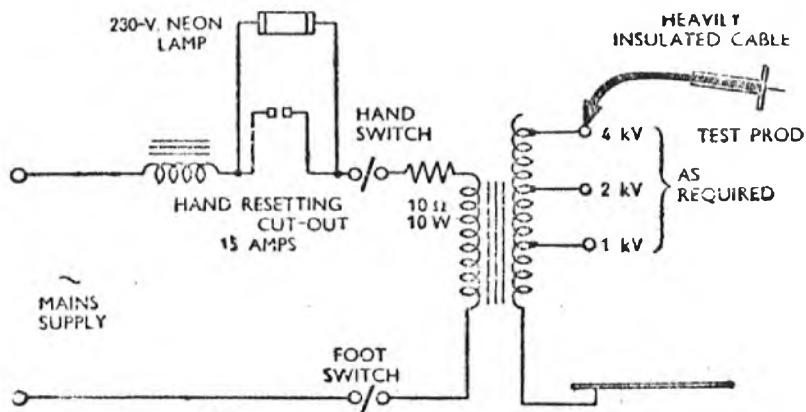 230-V. NEON
LAMP
HEAVILY
INSULATED CABLE
HAND
SWITCH
4 kV
TEST PROD
2 kV
AS
REQUIRED
1 kV
HAND RESETTING
CUT-OUT
15 AMPS
10 Ω
10 W
~
MAINS
SUPPLY
FOOT
SWITCH